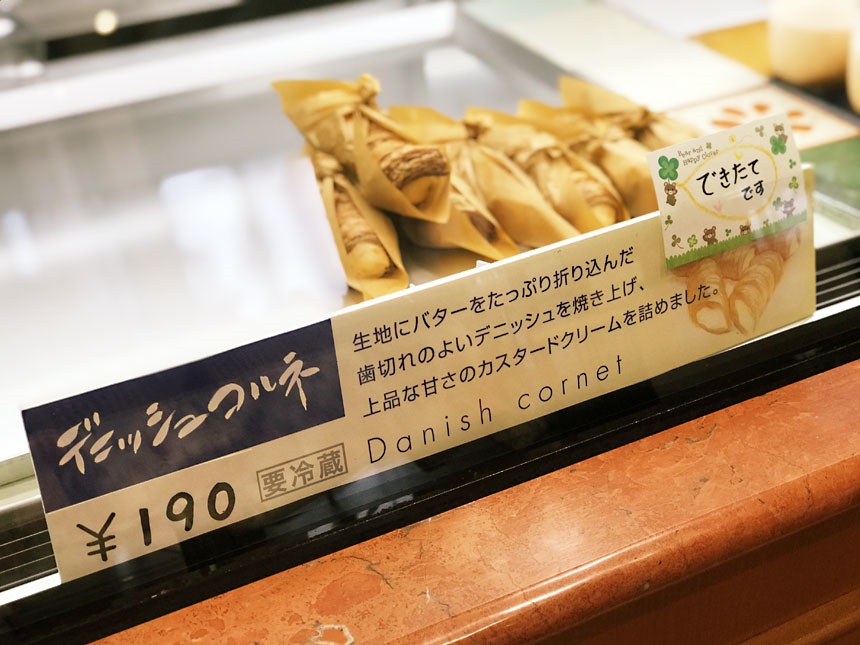 デニッシュコルネ
¥190
要冷蔵
生地にバターをたっぷり折り込んだ
歯切れのよいデニッシュを焼き上げ、
上品な甘さのカスタードクリームを詰めました。
Danish cornet
できたて
です